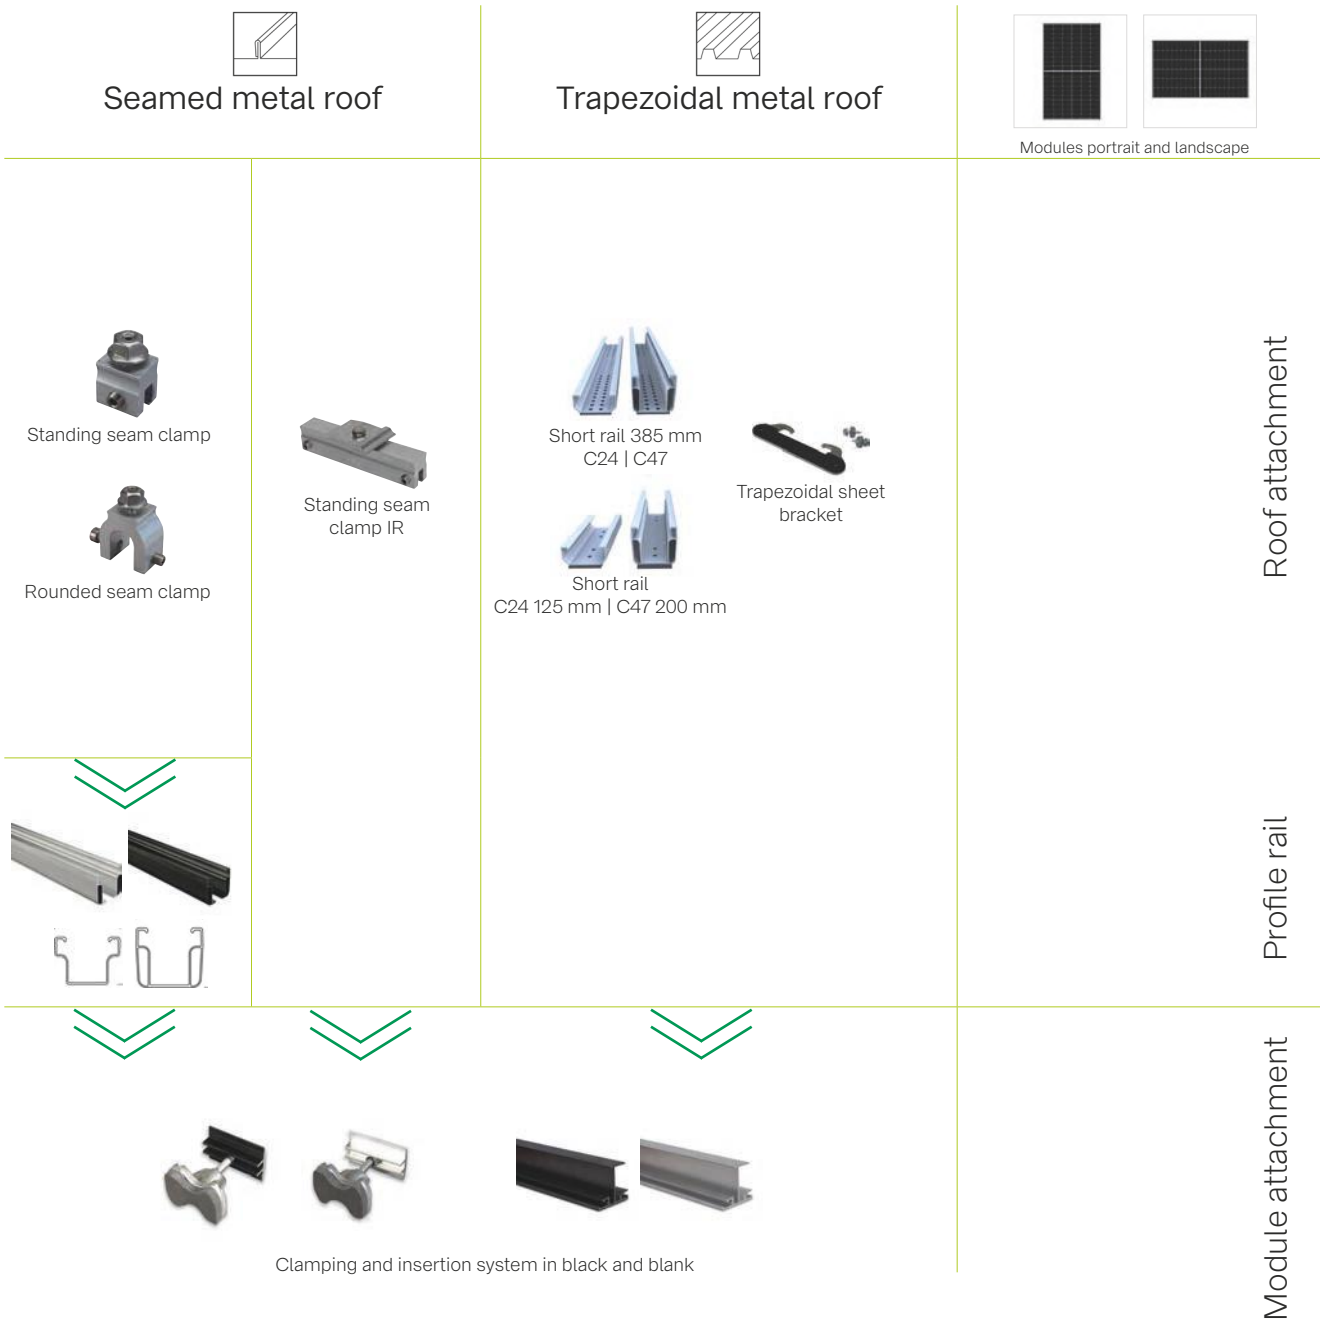 Seamed metal roof
Trapezoidal metal roof
Modules portrait and landscape
Standing seam clamp
Rounded seam clamp
Standing seam
clamp IR
Short rail 385 mm
C24 | C47
Short rail
C24 125 mm | C47 200 mm
Trapezoidal sheet
bracket
Roof attachment
Profile rail
Module attachment
Clamping and insertion system in black and blank